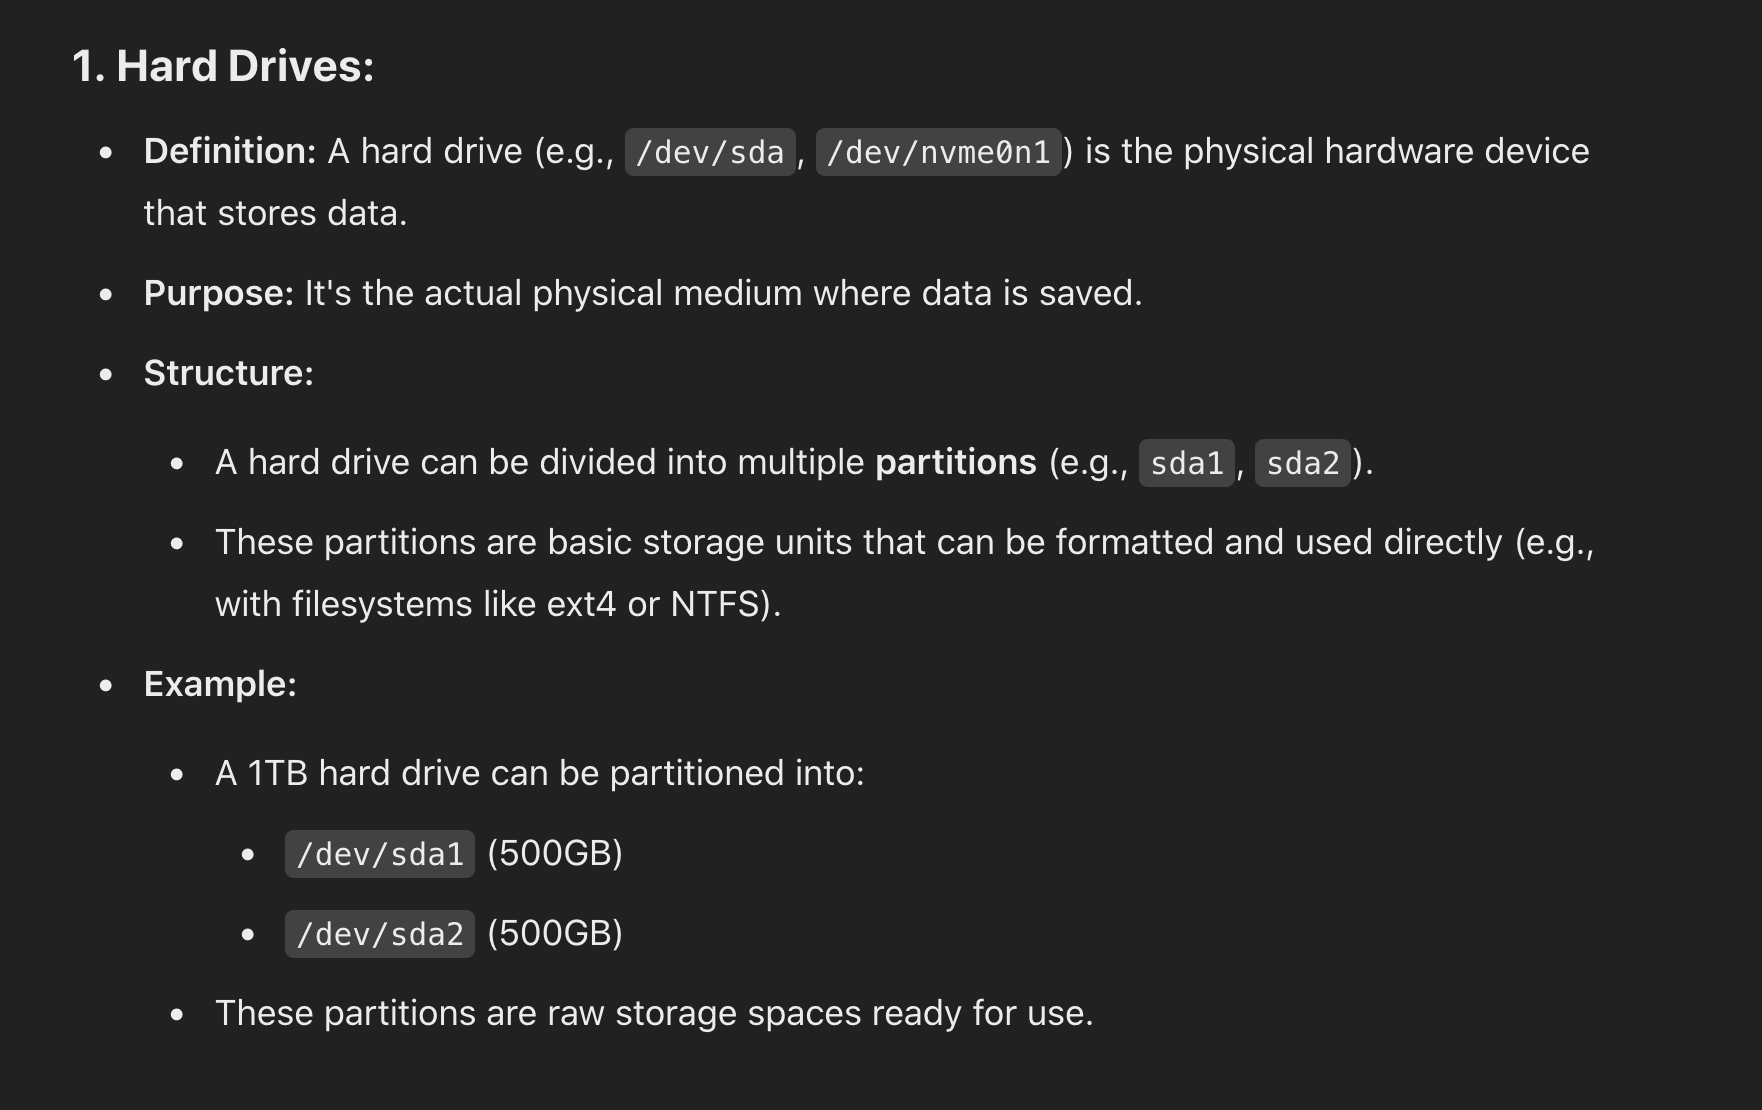 1. Hard Drives:
• Definition: A hard drive (e.g., /dev/sda, /dev/nvme0n1) is the physical hardware device
that stores data.
• Purpose: It's the actual physical medium where data is saved.
• Structure:
• A hard drive can be divided into multiple partitions (e.g., sda1, sda2).
• These partitions are basic storage units that can be formatted and used directly (e.g.,
with filesystems like ext4 or NTFS).
• Example:
• A 1TB hard drive can be partitioned into:
• /dev/sda1 (500GB)
• /dev/sda2 (500GB)
• These partitions are raw storage spaces ready for use.